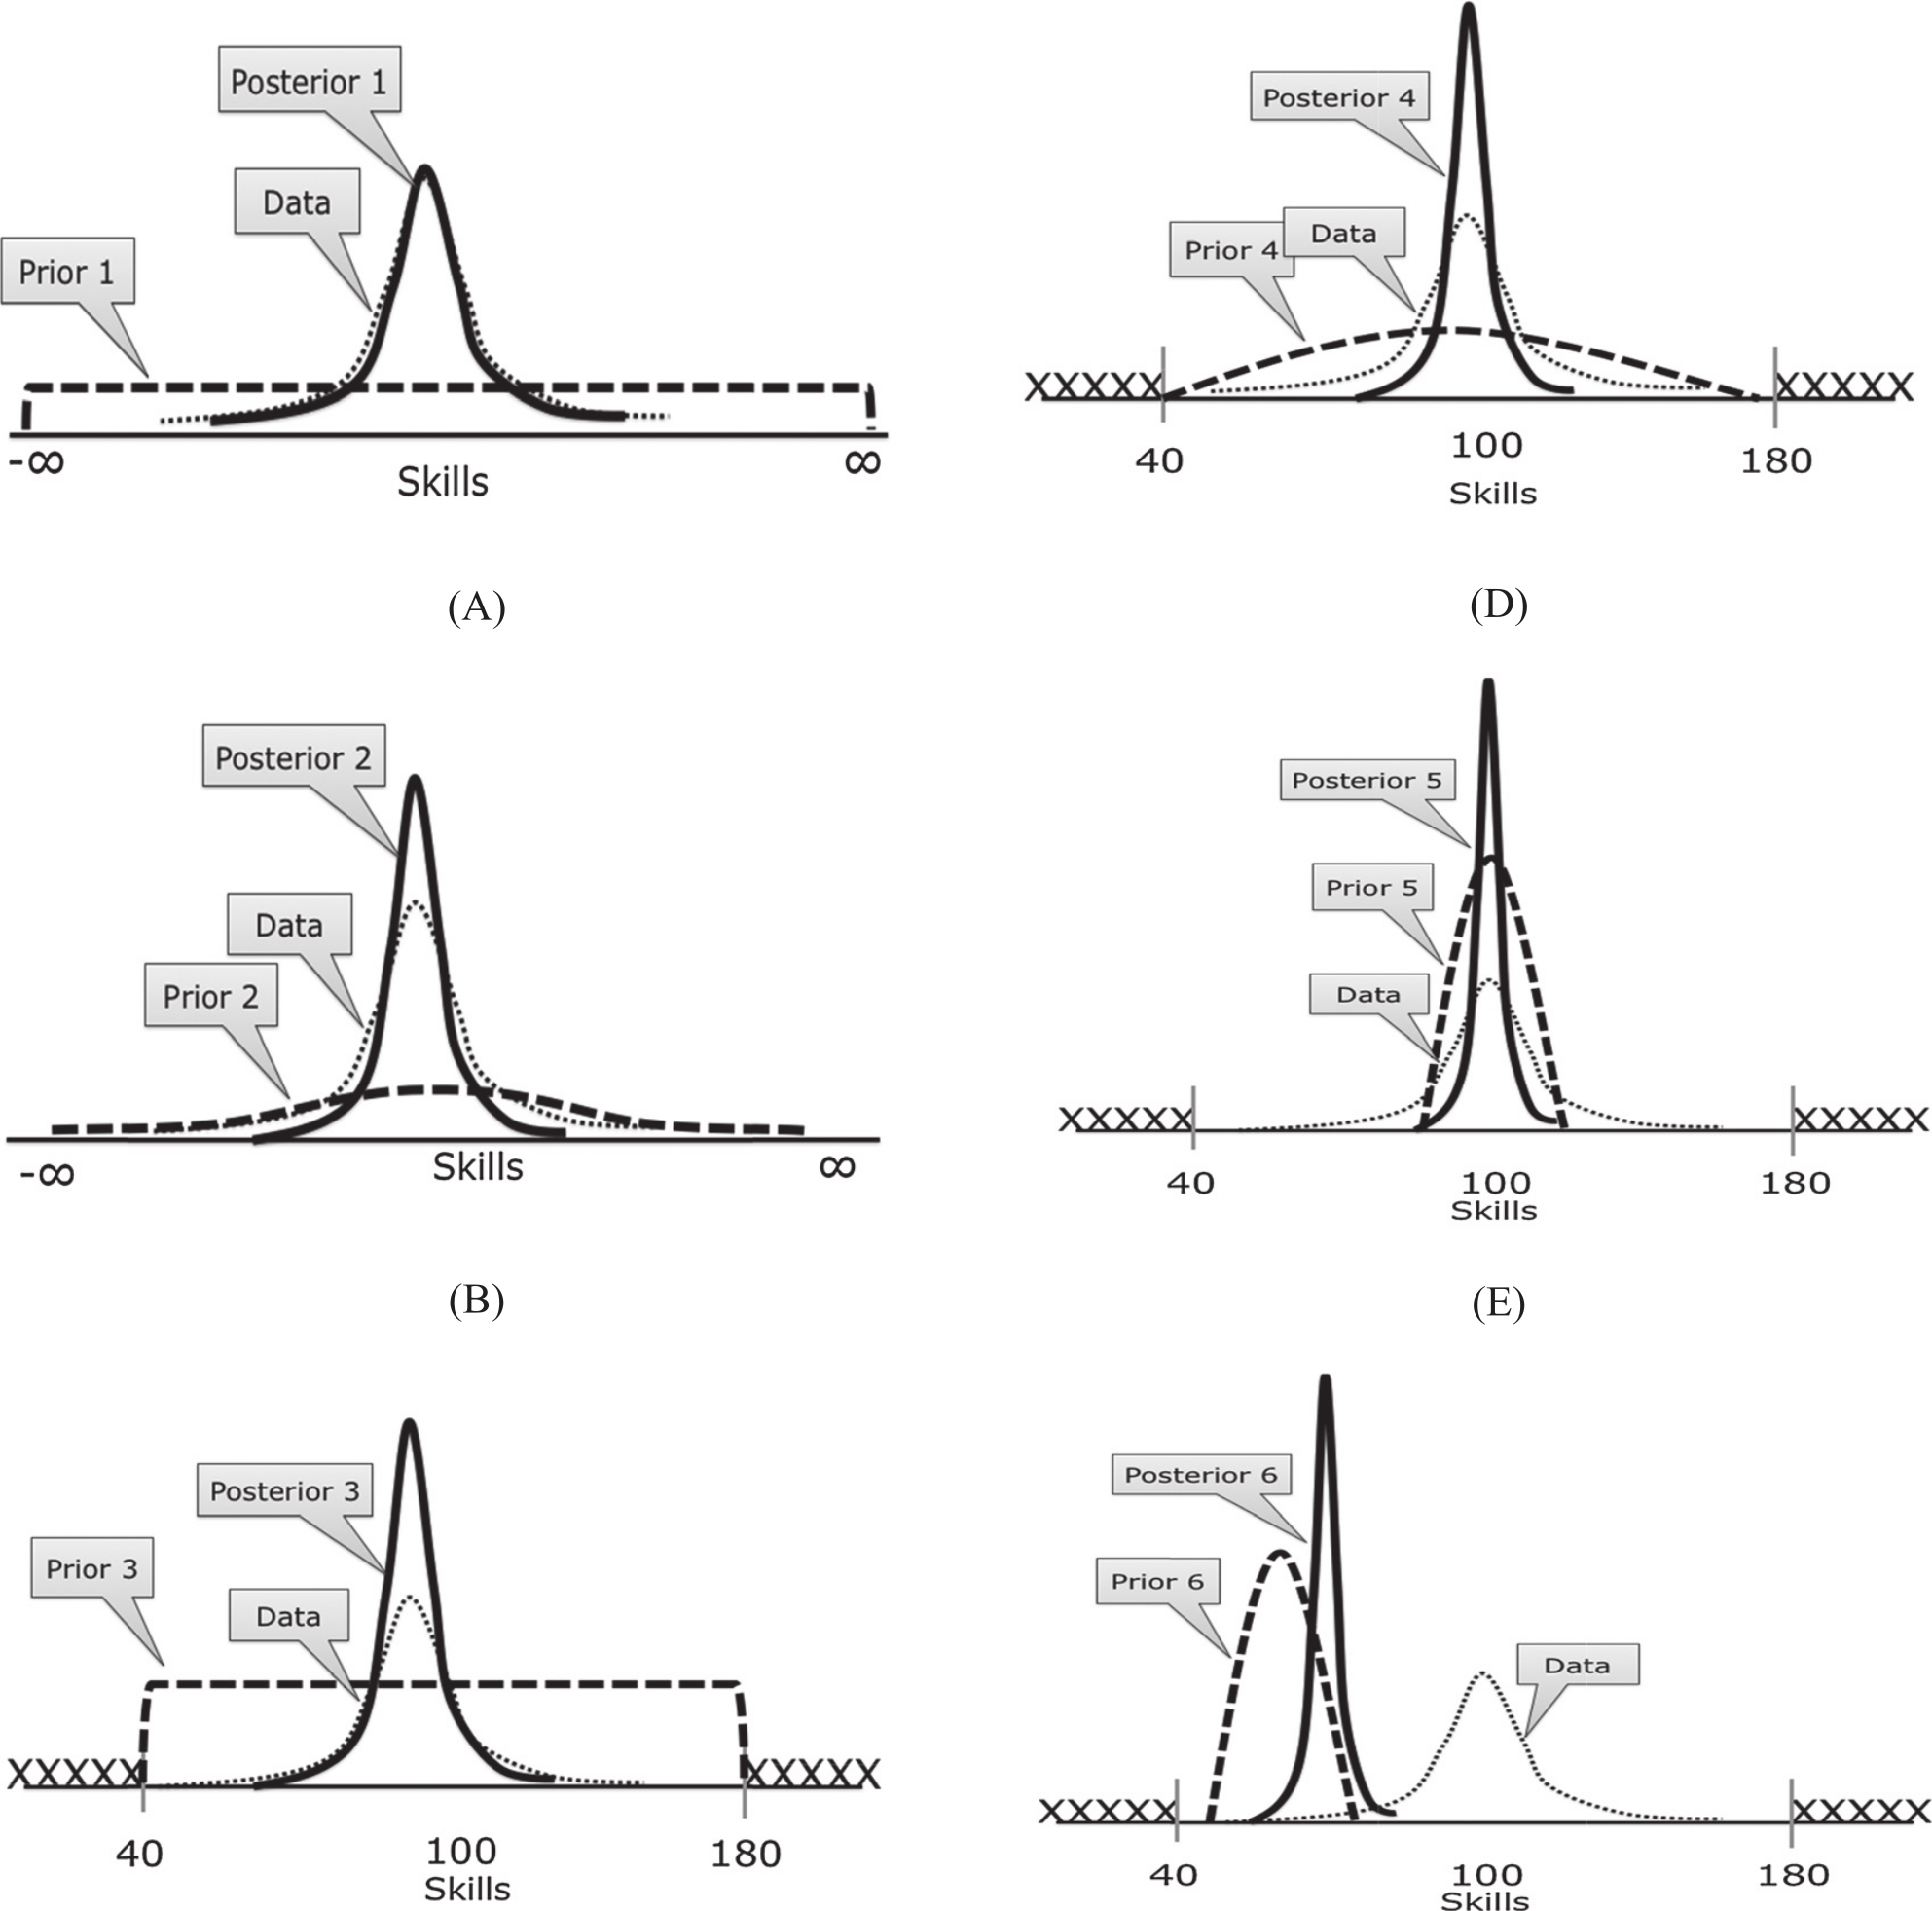 Posterior 1
Data
Prior 1
-∞ ∞
Skills
(A)
Posterior 2
Data
Prior 2
-∞ ∞
Skills
(B)
Posterior 3
Prior 3
Data
XXXXX XXXXX
40 100 180
Skills
Posterior 4
Prior 4 Data
XXXXX XXXXX
40 100 180
Skills
(D)
Posterior 5
Prior 5
Data
XXXXX XXXXX
40 100 180
Skills
(E)
Posterior 6
Prior 6
Data
XXXXX XXXXX
40 100 180
Skills